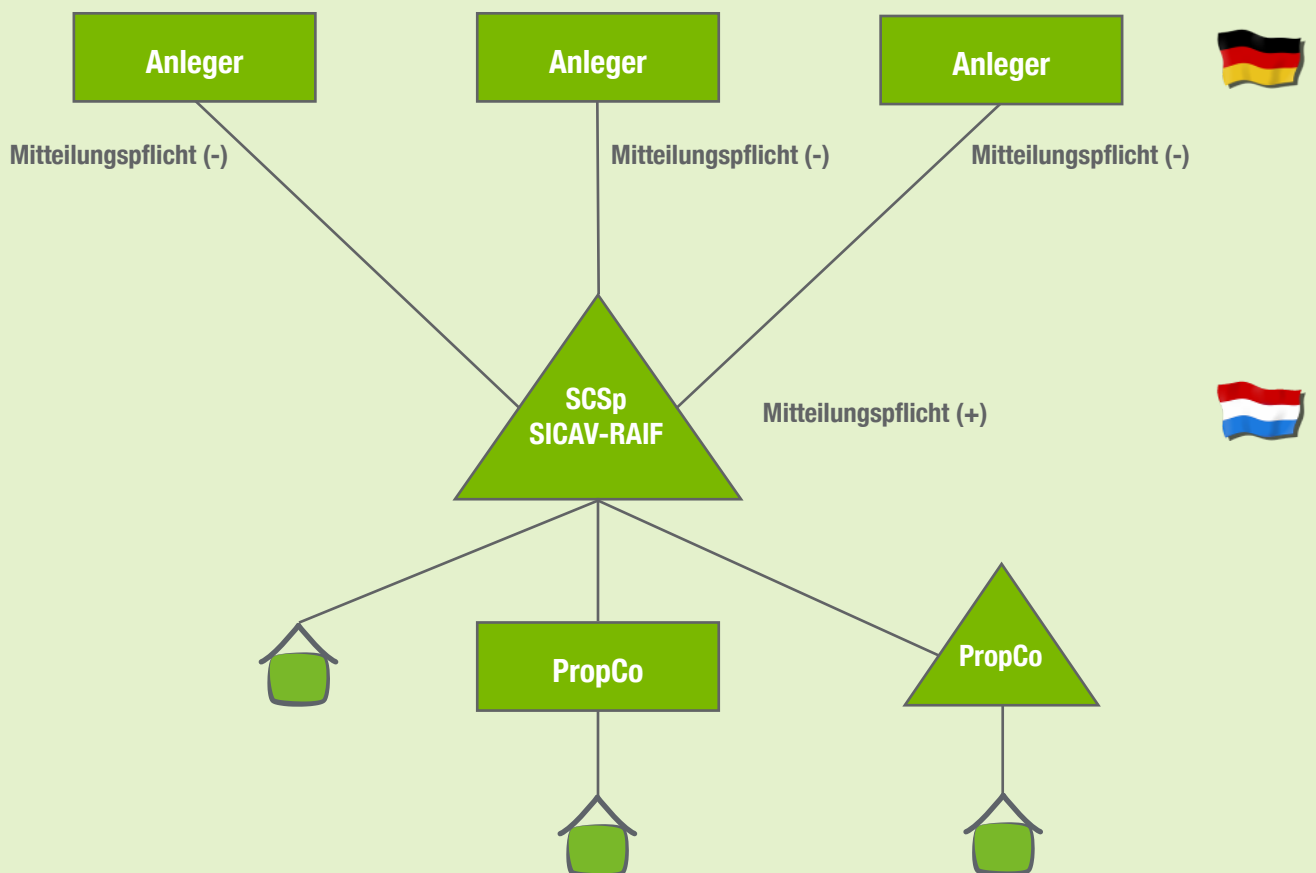 Anleger
Anleger
Anleger
Mitteilungspflicht (-)
Mitteilungspflicht (-)
Mitteilungspflicht (-)
SCSp
SICAV-RAIF
Mitteilungspflicht (+)
PropCo
PropCo